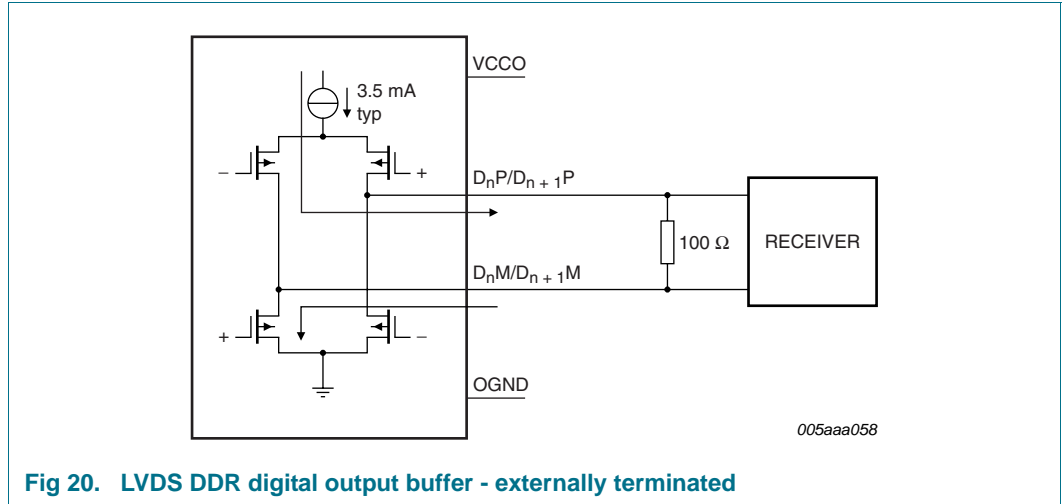 VCCO
3.5 mA
typ
− +
DnP/Dn + 1P
100 Ω
RECEIVER
DnM/Dn + 1M
+ −
OGND
005aaa058
Fig 20. LVDS DDR digital output buffer - externally terminated